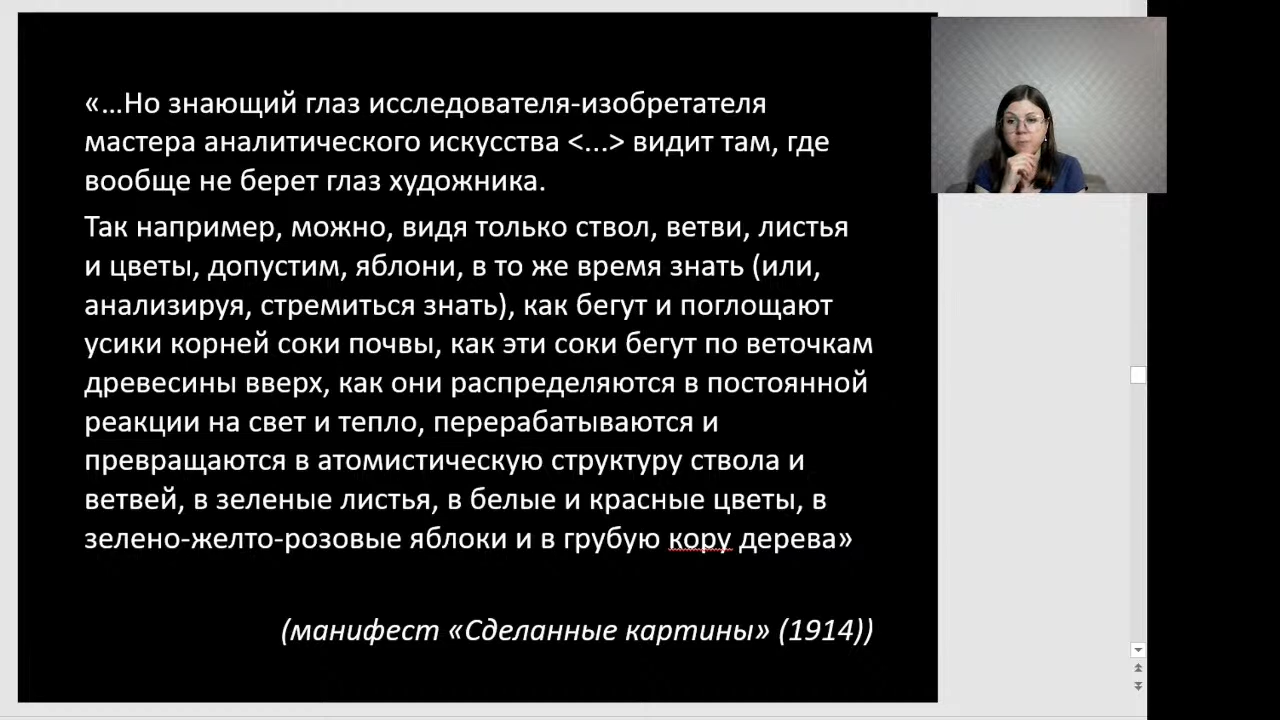 «…Но знающий глаз исследователя-изобретателя
мастера аналитического искусства <...> видит там, где
вообще не берет глаз художника.
Так например, можно, видя только ствол, ветви, листья
и цветы, допустим, яблони, в то же время знать (или,
анализируя, стремиться знать), как бегут и поглощают
усики корней соки почвы, как эти соки бегут по веточкам
древесины вверх, как они распределяются в постоянной
реакции на свет и тепло, перерабатываются и
превращаются в атомистическую структуру ствола и
ветвей, в зеленые листья, в белые и красные цветы, в
зелено-желто-розовые яблоки и в грубую кору дерева»
(манифест «Сделанные картины» (1914))